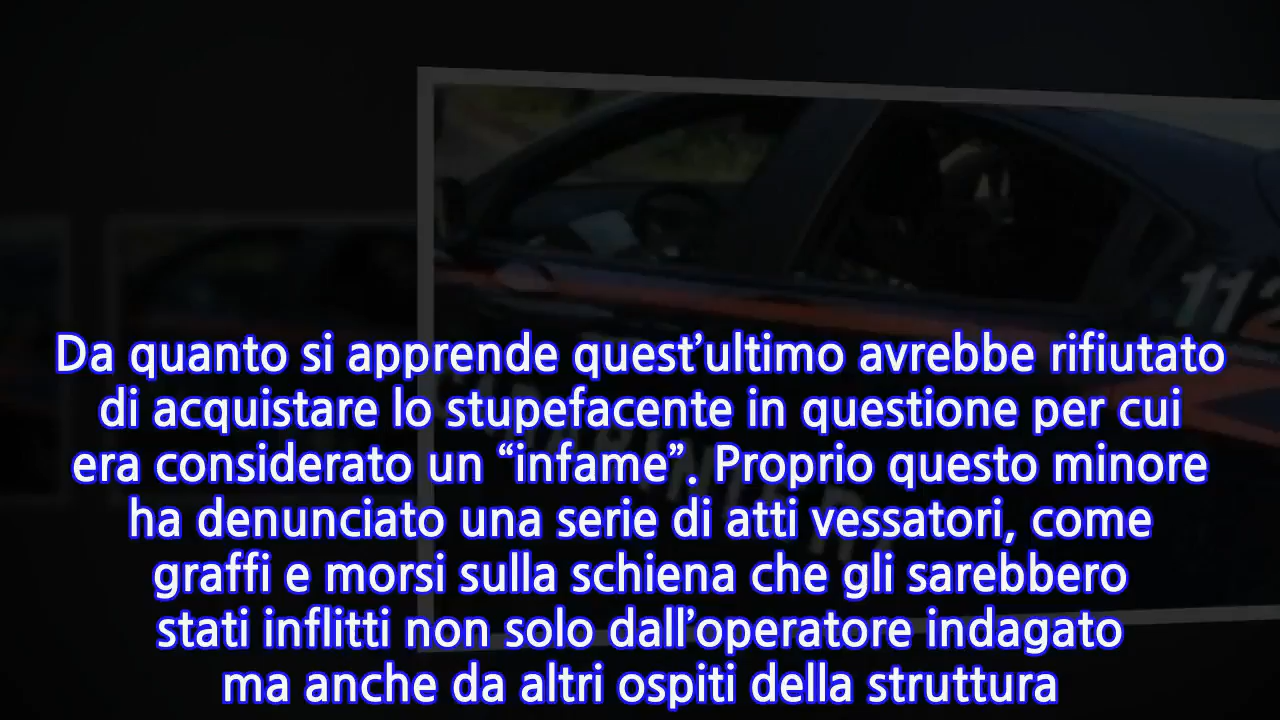 112
Da quanto si apprende quest’ultimo avrebbe rifiutato
di acquistare lo stupefacente in questione per cui
era considerato un “infame”. Proprio questo minore
ha denunciato una serie di atti vessatori, come
graffi e morsi sulla schiena che gli sarebbero
stati inflitti non solo dall’operatore indagato
ma anche da altri ospiti della struttura